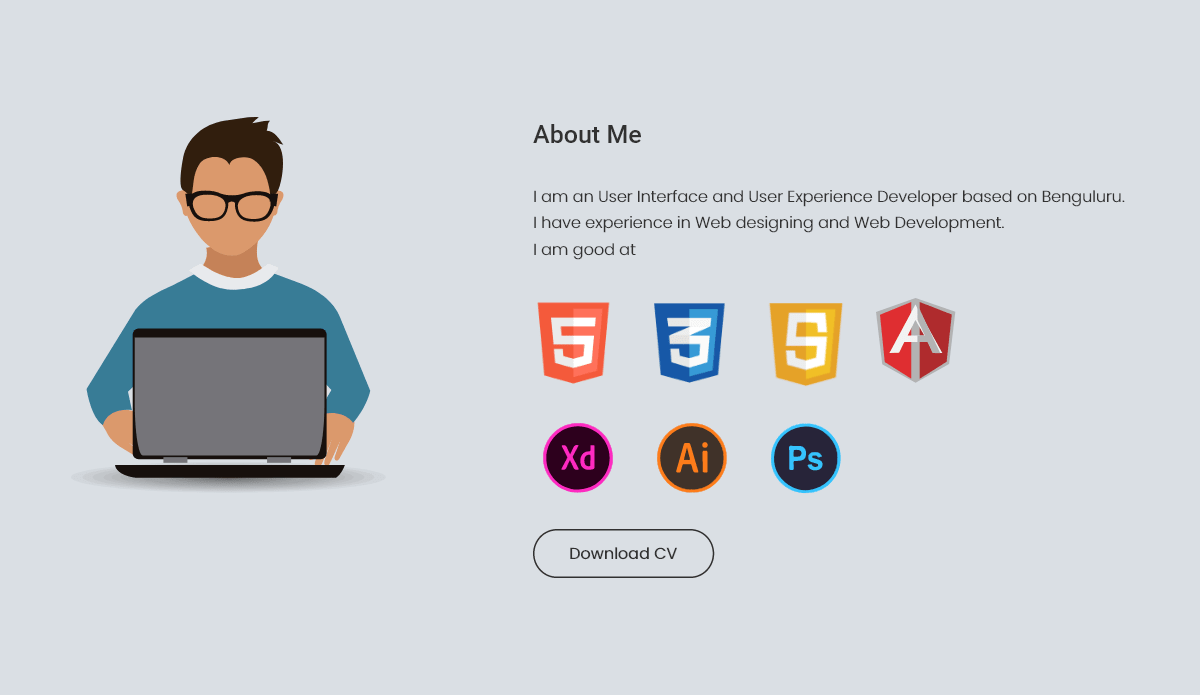 About Me
I am an User Interface and User Experience Developer based on Benguluru.
I have experience in Web designing and Web Development.
I am good at
5 3 S A
Xd Ai Ps
Download CV